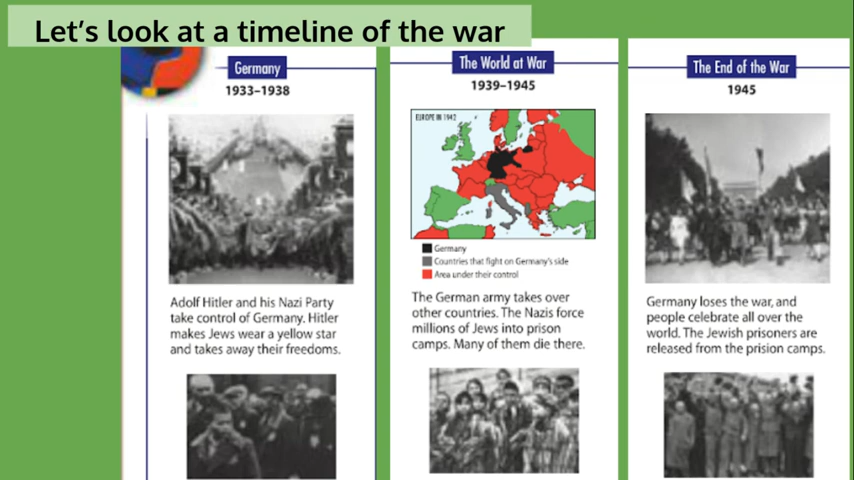 Let's look at a timeline of the war
Germany
1933–1938
Adolf Hitler and his Nazi Party
take control of Germany. Hitler
makes Jews wear a yellow star
and takes away their freedoms.
The World at War
1939–1945
EUROPE IN 1942
Germany
Countries that fight on Germany's side
Area under their control
The German army takes over
other countries. The Nazis force
millions of Jews into prison
camps. Many of them die there.
The End of the War
1945
Germany loses the war, and
people celebrate all over the
world. The Jewish prisoners are
released from the prision camps.